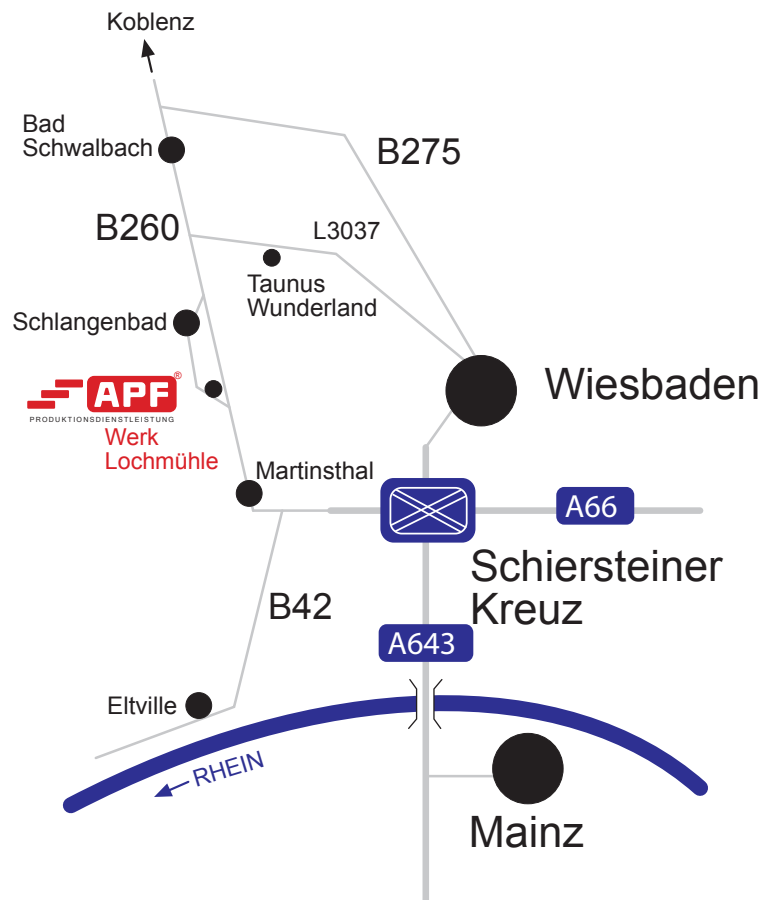 Koblenz
Bad
Schwalbach
B275
B260
L3037
Taunus
Wunderland
Schlangenbad
Wiesbaden
APF®
PRODUKTIONSDIENSTLEISTUNG
Werk
Lochmühle
Martinsthal
A66
Schiersteiner
Kreuz
B42
A643
Eltville
RHEIN
Mainz